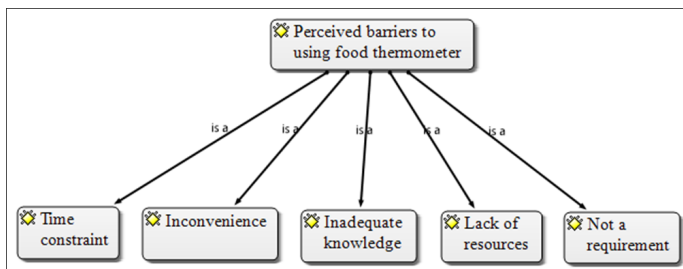 Perceived barriers to
using food thermometer
is a
is a
is a
is a
is a
Time
constraint
Inconvenience
Inadequate
knowledge
Lack of
resources
Not a
requirement